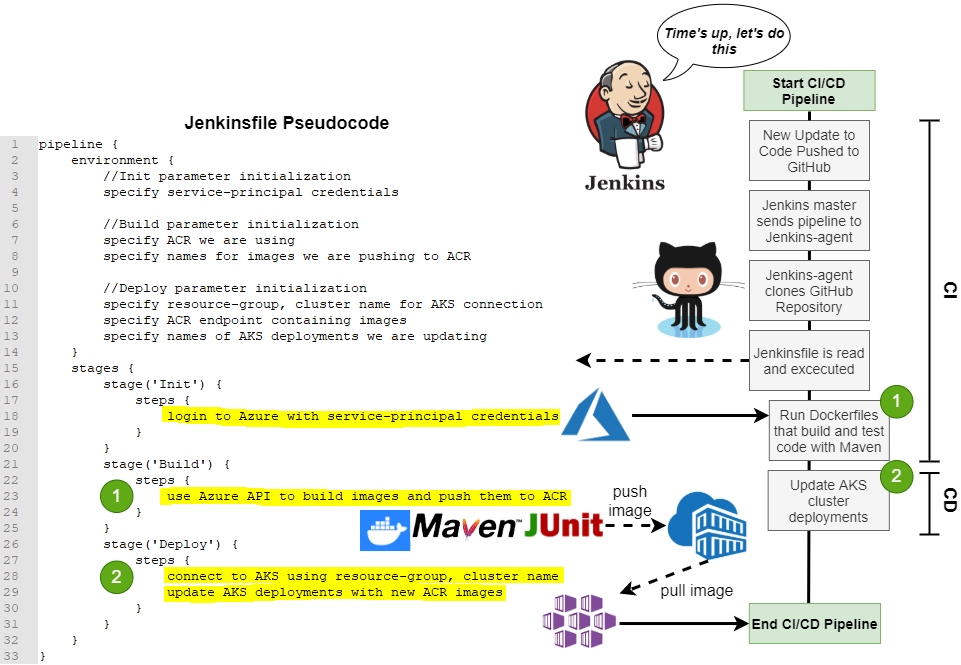 Time's up, let's do
this
Start CI/CD
Pipeline
Jenkinsfile Pseudocode
Jenkins
New Update to
Code Pushed to
GitHub
Jenkins master
sends pipeline to
Jenkins-agent
Jenkins-agent
clones GitHub
Repository
Jenkinsfile is read
and excecuted
Run Dockerfiles
that build and test
code with Maven
1
Update AKS
cluster
deployments
2
CI
CD
1 pipeline {
2 environment {
3 //Init parameter initialization
4 specify service-principal credentials
5
6 //Build parameter initialization
7 specify ACR we are using
8 specify names for images we are pushing to ACR
9
10 //Deploy parameter initialization
11 specify resource-group, cluster name for AKS connection
12 specify ACR endpoint containing images
13 specify names of AKS deployments we are updating
14 }
15 stages {
16 stage('Init') {
17 steps {
18 login to Azure with service-principal credentials
19 }
20 }
21 stage('Build') {
22 steps {
23 use Azure API to build images and push them to ACR
24 }
25 }
26 stage('Deploy') {
27 steps {
28 connect to AKS using resource-group, cluster name
29 update AKS deployments with new ACR images
30 }
31 }
32 }
33 }
1
2
Maven™
JUnit
push
image
pull image
End CI/CD Pipeline